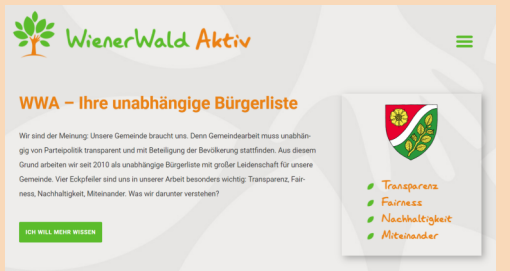 WienerWald Aktiv
WWA – Ihre unabhängige Bürgerliste
Wir sind der Meinung: Unsere Gemeinde braucht uns. Denn Gemeindearbeit muss unabhän-
gig von Parteipolitik transparent und mit Beteiligung der Bevölkerung stattfinden. Aus diesem
Grund arbeiten wir seit 2010 als unabhängige Bürgerliste mit großer Leidenschaft für unsere
Gemeinde. Vier Eckpfeiler sind uns in unserer Arbeit besonders wichtig: Transparenz, Fair-
ness, Nachhaltigkeit, Miteinander. Was wir darunter verstehen?
ICH WILL MEHR WISSEN
Transparenz
Fairness
Nachhaltigkeit
Miteinander